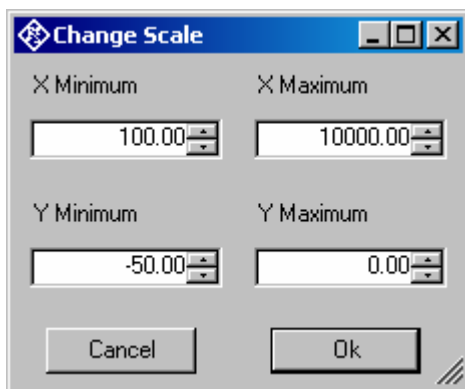 Change Scale
X Minimum X Maximum
100.00 10000.00
Y Minimum Y Maximum
-50.00 0.00
Cancel Ok